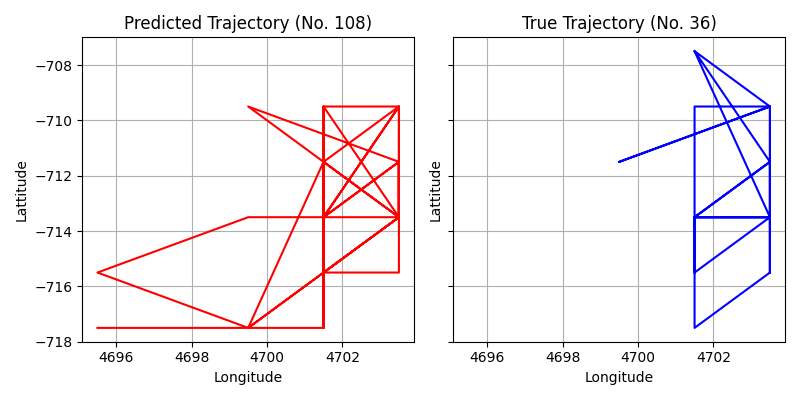 Predicted Trajectory (No. 108)
True Trajectory (No. 36)
Lattitude
−708
−710
−712
−714
−716
−718
4696 4698 4700 4702
Longitude
Lattitude
4696 4698 4700 4702
Longitude